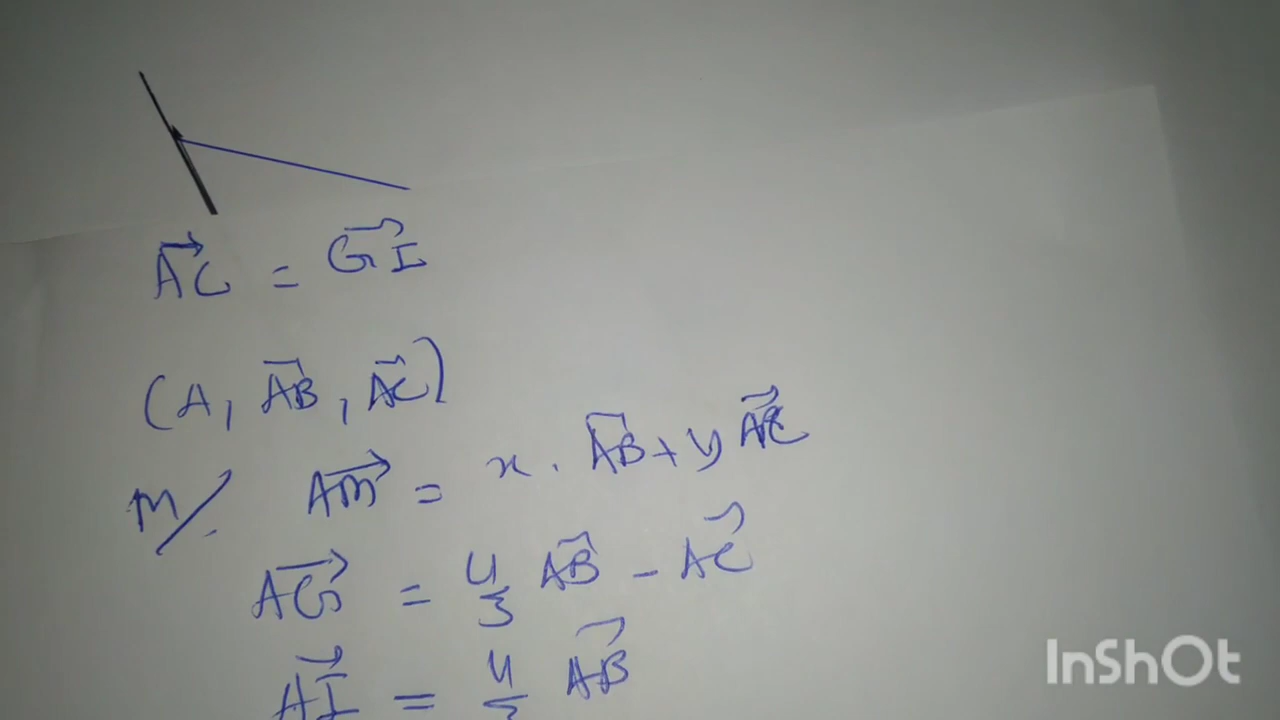 AC = GI
(A, AB, AC)
M/ AM = x . AB + y AC
AG = 4/3 AB - AC
AI = 4/3 AB
InShOt